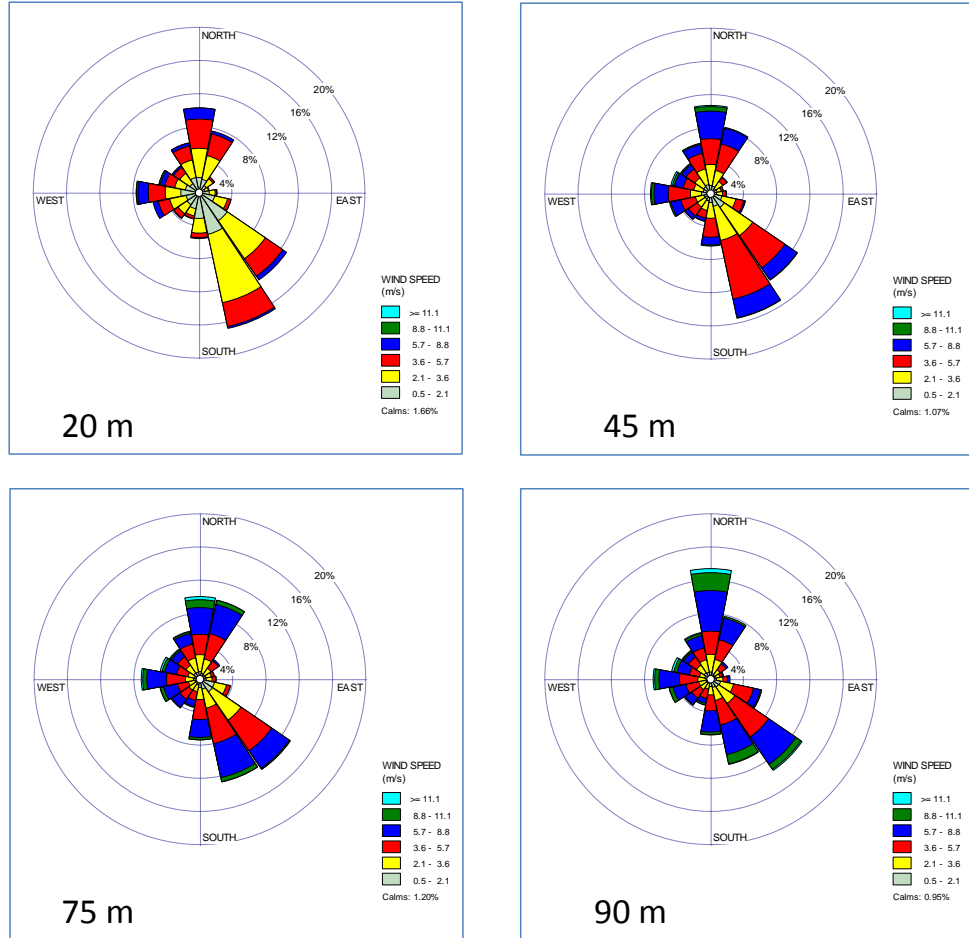 NORTH
20%
16%
12%
8%
4%
WEST
EAST
SOUTH
WIND SPEED
(m/s)
>= 11.1
8.8 - 11.1
5.7 - 8.8
3.6 - 5.7
2.1 - 3.6
0.5 - 2.1
Calms: 1.66%
20 m
NORTH
20%
16%
12%
8%
4%
WEST
EAST
SOUTH
WIND SPEED
(m/s)
>= 11.1
8.8 - 11.1
5.7 - 8.8
3.6 - 5.7
2.1 - 3.6
0.5 - 2.1
Calms: 1.07%
45 m
NORTH
20%
16%
12%
8%
4%
WEST
EAST
SOUTH
WIND SPEED
(m/s)
>= 11.1
8.8 - 11.1
5.7 - 8.8
3.6 - 5.7
2.1 - 3.6
0.5 - 2.1
Calms: 1.20%
75 m
NORTH
20%
16%
12%
8%
4%
WEST
EAST
SOUTH
WIND SPEED
(m/s)
>= 11.1
8.8 - 11.1
5.7 - 8.8
3.6 - 5.7
2.1 - 3.6
0.5 - 2.1
Calms: 0.95%
90 m